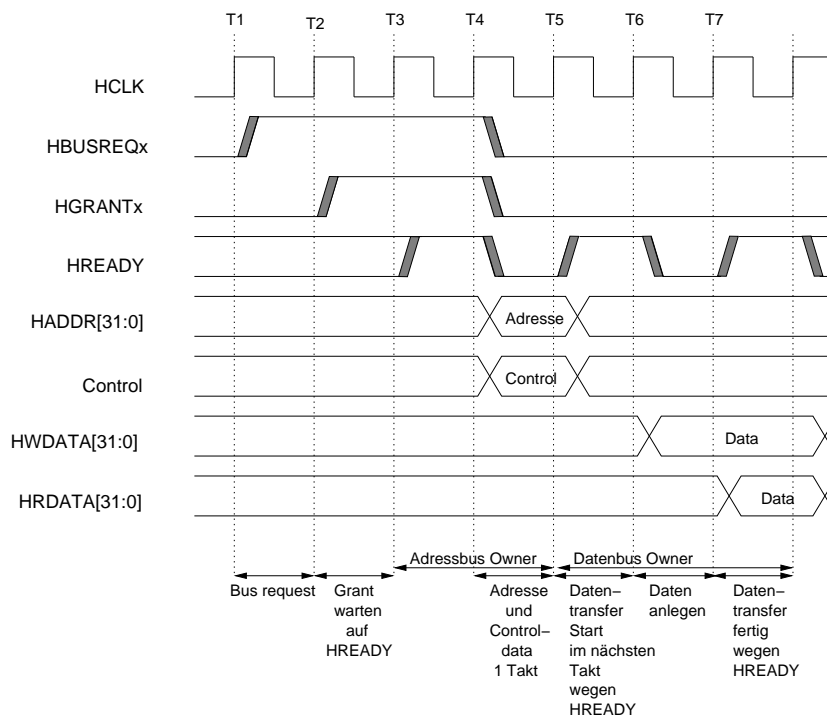 T1 T2 T3 T4 T5 T6 T7
HCLK
HBUSREQx
HGRANTx
HREADY
HADDR[31:0] Adresse
Control Control
HWDATA[31:0] Data
HRDATA[31:0] Data
Adressbus Owner Datenbus Owner
Bus request
Grant
warten
auf
HREADY
Adresse
und
Control−
data
1 Takt
Daten−
transfer
Start
im nächsten
Takt
wegen
HREADY
Daten
anlegen
Daten−
transfer
fertig
wegen
HREADY